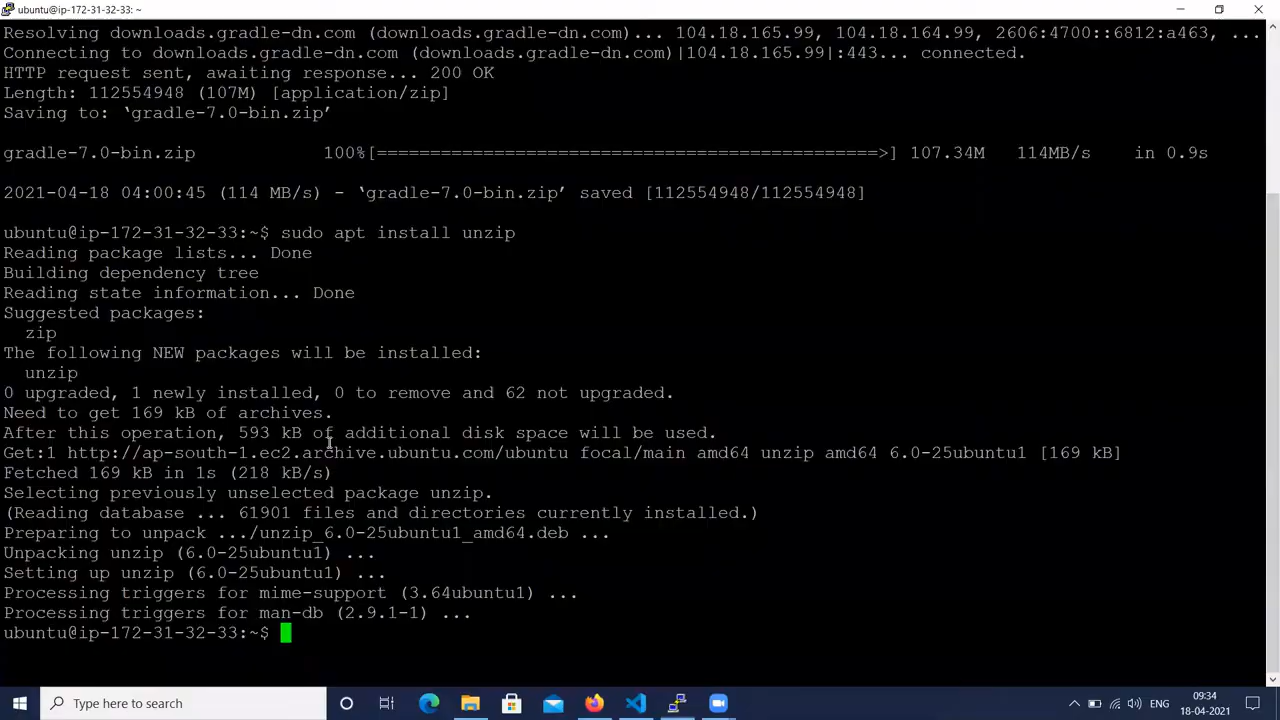 ubuntu@ip-172-31-32-33: ~
Resolving downloads.gradle-dn.com (downloads.gradle-dn.com)... 104.18.165.99, 104.18.164.99, 2606:4700::6812:a463, ...
Connecting to downloads.gradle-dn.com (downloads.gradle-dn.com)|104.18.165.99|:443... connected.
HTTP request sent, awaiting response... 200 OK
Length: 112554948 (107M) [application/zip]
Saving to: ‘gradle-7.0-bin.zip’
gradle-7.0-bin.zip 100%[===============================================>] 107.34M 114MB/s in 0.9s
2021-04-18 04:00:45 (114 MB/s) - ‘gradle-7.0-bin.zip’ saved [112554948/112554948]
ubuntu@ip-172-31-32-33:~$ sudo apt install unzip
Reading package lists... Done
Building dependency tree
Reading state information... Done
Suggested packages:
zip
The following NEW packages will be installed:
unzip
0 upgraded, 1 newly installed, 0 to remove and 62 not upgraded.
Need to get 169 kB of archives.
After this operation, 593 kB of additional disk space will be used.
Get:1 http://ap-south-1.ec2.archive.ubuntu.com/ubuntu focal/main amd64 unzip amd64 6.0-25ubuntu1 [169 kB]
Fetched 169 kB in 1s (218 kB/s)
Selecting previously unselected package unzip.
(Reading database ... 61901 files and directories currently installed.)
Preparing to unpack .../unzip_6.0-25ubuntu1_amd64.deb ...
Unpacking unzip (6.0-25ubuntu1) ...
Setting up unzip (6.0-25ubuntu1) ...
Processing triggers for mime-support (3.64ubuntu1) ...
Processing triggers for man-db (2.9.1-1) ...
ubuntu@ip-172-31-32-33:~$
Type here to search
ENG
09:34
18-04-2021